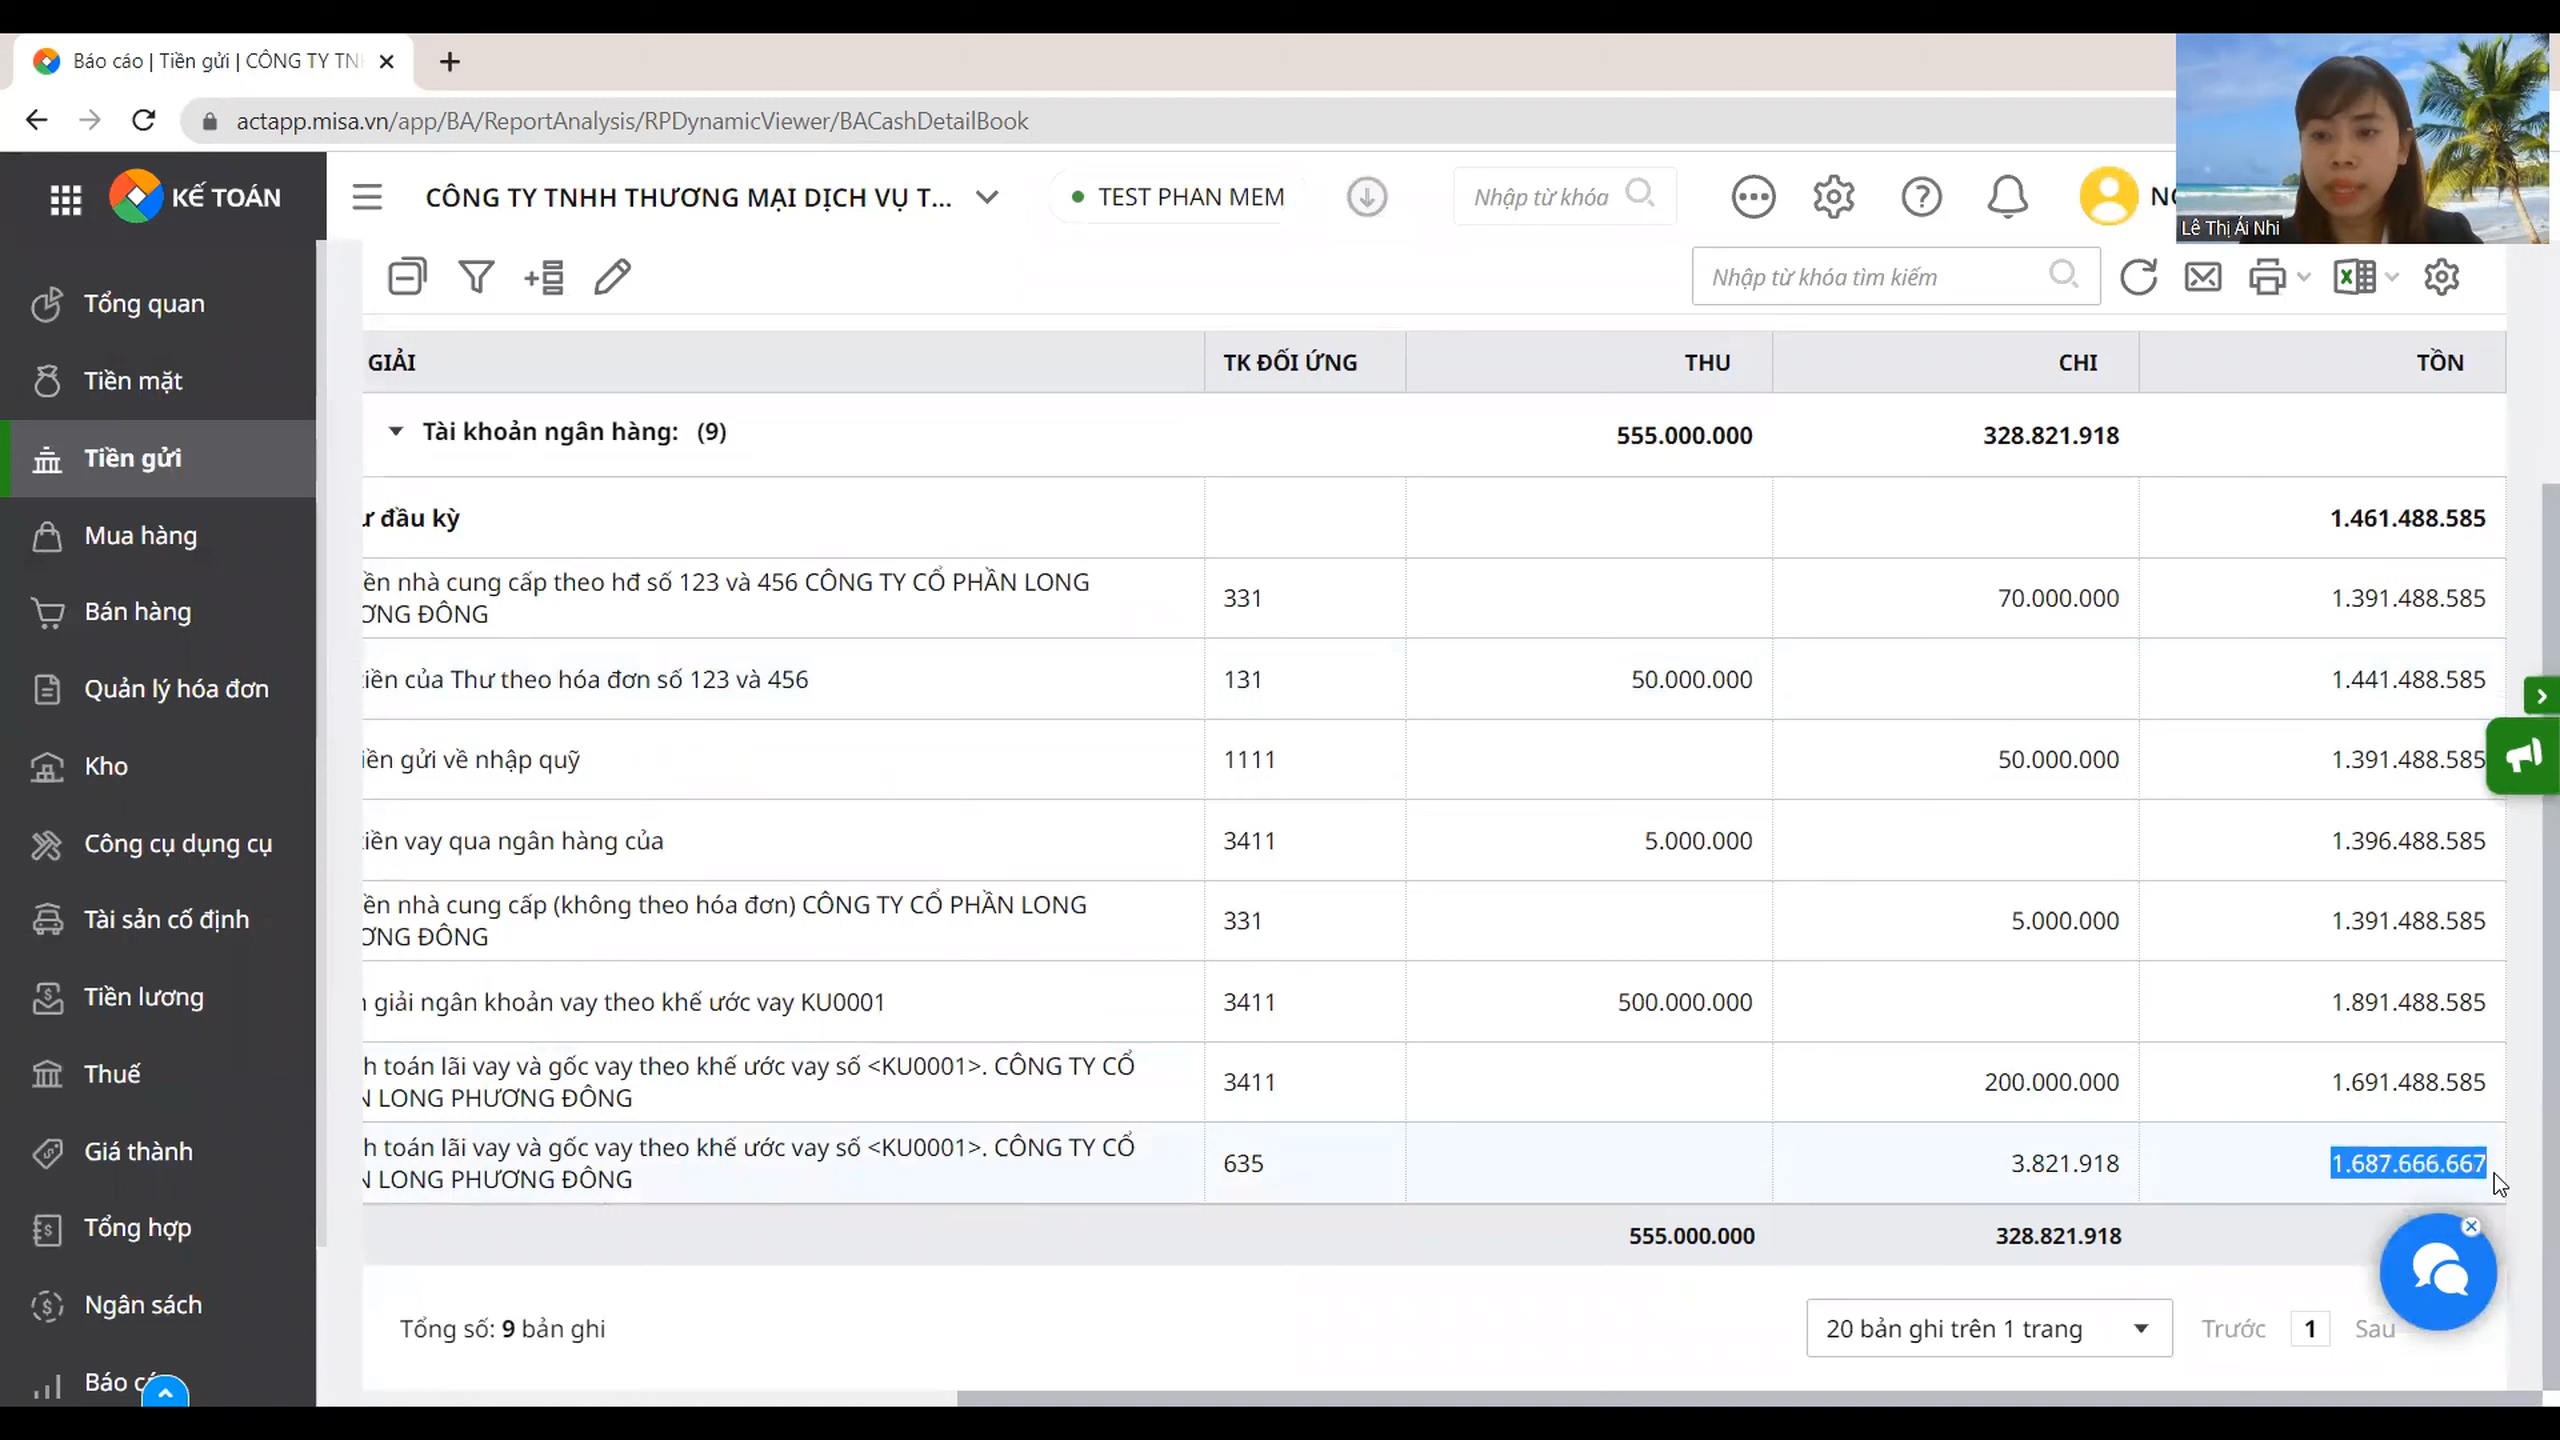 Báo cáo | Tiền gửi | CÔNG TY TNH
actapp.misa.vn/app/BA/ReportAnalysis/RPDynamicViewer/BACashDetailBook
Lê Thị Ái Nhi
KẾ TOÁN
CÔNG TY TNHH THƯƠNG MẠI DỊCH VỤ T...
TEST PHAN MEM
Nhập từ khóa
Nhập từ khóa tìm kiếm
Tổng quan
Tiền mặt
Tiền gửi
Mua hàng
Bán hàng
Quản lý hóa đơn
Kho
Công cụ dụng cụ
Tài sản cố định
Tiền lương
Thuế
Giá thành
Tổng hợp
Ngân sách
Báo cá
GIẢI TK ĐỐI ỨNG THU CHI TỒN
Tài khoản ngân hàng: (9) 555.000.000 328.821.918
ư đầu kỳ 1.461.488.585
iền nhà cung cấp theo hđ số 123 và 456 CÔNG TY CỔ PHẦN LONG
ƠNG ĐÔNG
331 70.000.000 1.391.488.585
tiền của Thư theo hóa đơn số 123 và 456 131 50.000.000 1.441.488.585
iền gửi về nhập quỹ 1111 50.000.000 1.391.488.585
tiền vay qua ngân hàng của 3411 5.000.000 1.396.488.585
iền nhà cung cấp (không theo hóa đơn) CÔNG TY CỔ PHẦN LONG
ƠNG ĐÔNG
331 5.000.000 1.391.488.585
n giải ngân khoản vay theo khế ước vay KU0001 3411 500.000.000 1.891.488.585
h toán lãi vay và gốc vay theo khế ước vay số <KU0001>. CÔNG TY CỔ
N LONG PHƯƠNG ĐÔNG
3411 200.000.000 1.691.488.585
h toán lãi vay và gốc vay theo khế ước vay số <KU0001>. CÔNG TY CỔ
N LONG PHƯƠNG ĐÔNG
635 3.821.918 1.687.666.667
555.000.000 328.821.918
Tổng số: 9 bản ghi
20 bản ghi trên 1 trang
Trước 1 Sau